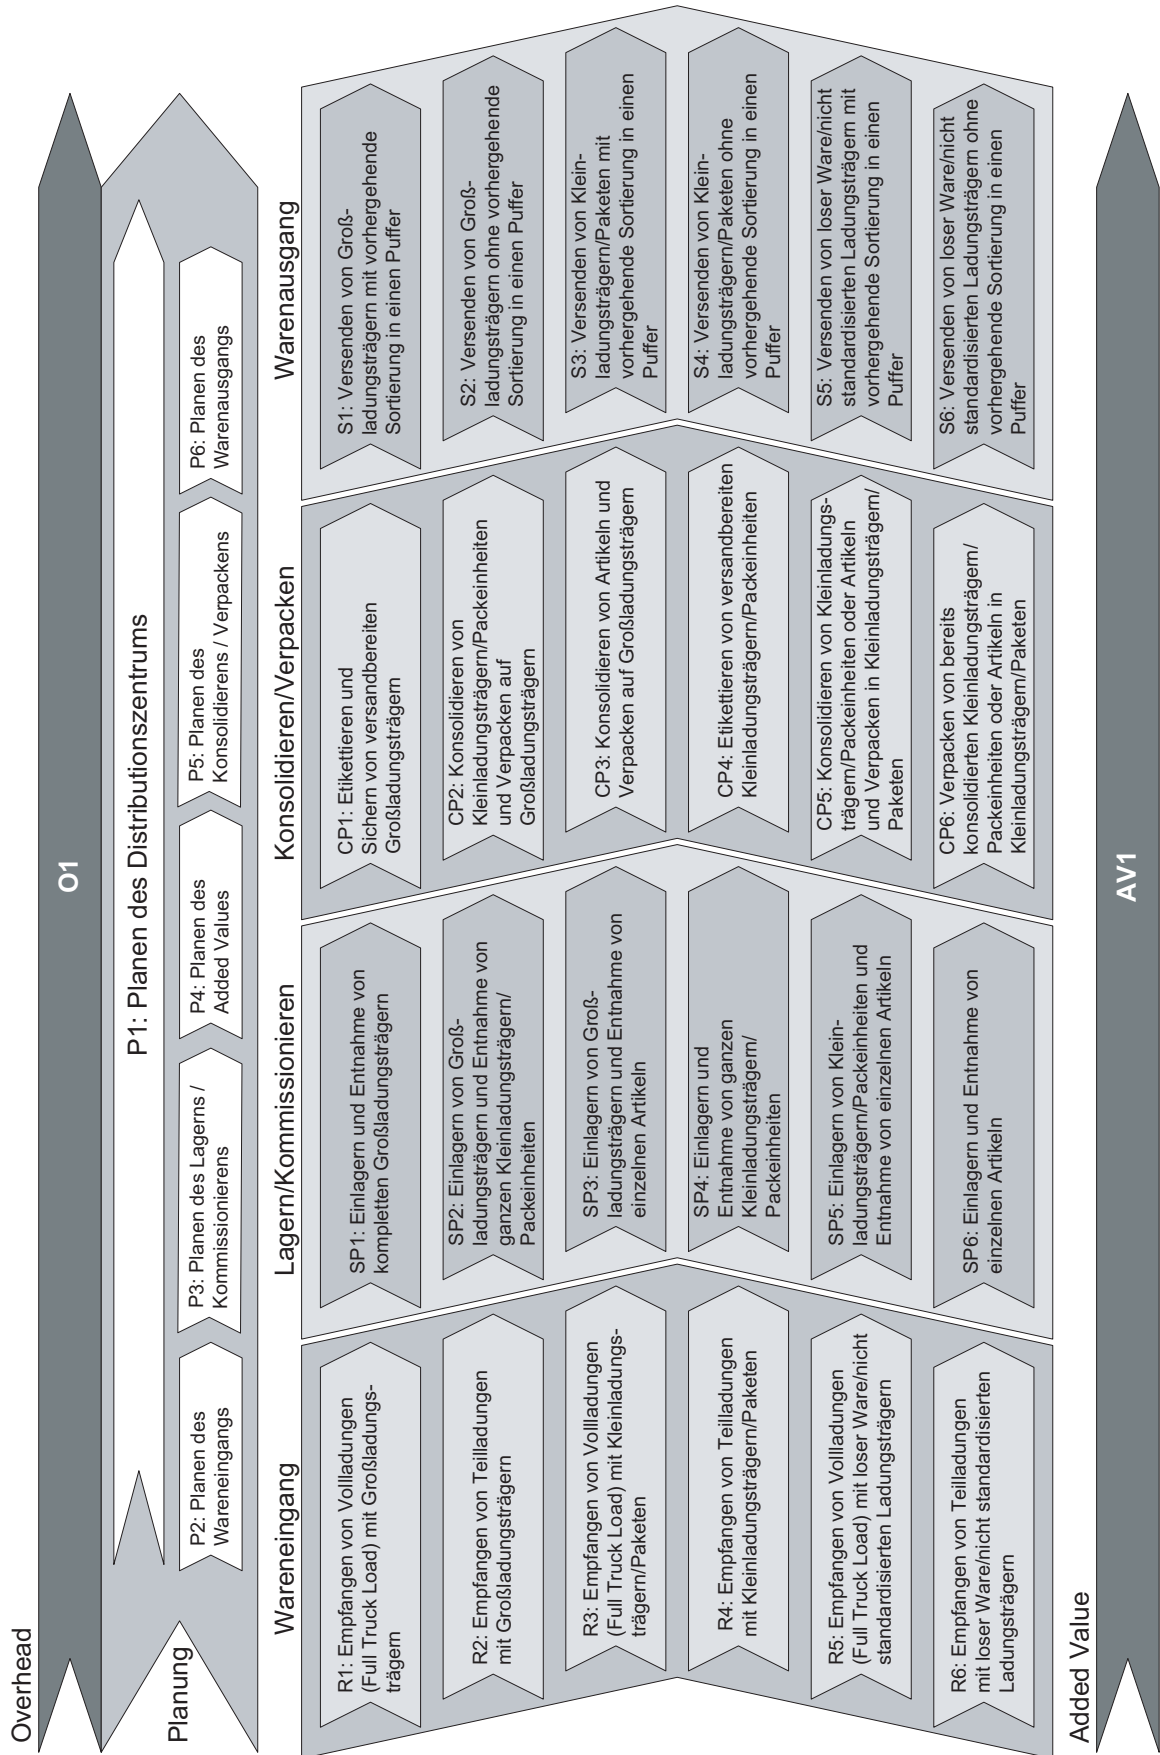 Overhead
O1
Planung
P1: Planen des Distributionszentrums
P2: Planen des
Wareneingangs
P3: Planen des Lagerns /
Kommissionierens
P4: Planen des
Added Values
P5: Planen des
Konsolidierens / Verpackens
P6: Planen des
Warenausgangs
Wareneingang
R1: Empfangen von Vollladungen
(Full Truck Load) mit Großladungs-
trägern
R2: Empfangen von Teilladungen
mit Großladungsträgern
R3: Empfangen von Vollladungen
(Full Truck Load) mit Kleinladungs-
trägern/Paketen
R4: Empfangen von Teilladungen
mit Kleinladungsträgern/Paketen
R5: Empfangen von Vollladungen
(Full Truck Load) mit loser Ware/nicht
standardisierten Ladungsträgern
R6: Empfangen von Teilladungen
mit loser Ware/nicht standardisierten
Ladungsträgern
Lagern/Kommissionieren
SP1: Einlagern und Entnahme von
kompletten Großladungsträgern
SP2: Einlagern von Groß-
ladungsträgern und Entnahme von
ganzen Kleinladungsträgern/
Packeinheiten
SP3: Einlagern von Groß-
ladungsträgern und Entnahme von
einzelnen Artikeln
SP4: Einlagern und
Entnahme von ganzen
Kleinladungsträgern/
Packeinheiten
SP5: Einlagern von Klein-
ladungsträgern/Packeinheiten und
Entnahme von einzelnen Artikeln
SP6: Einlagern und Entnahme von
einzelnen Artikeln
Konsolidieren/Verpacken
CP1: Etikettieren und
Sichern von versandbereiten
Großladungsträgern
CP2: Konsolidieren von
Kleinladungsträgern/Packeinheiten
und Verpacken auf
Großladungsträgern
CP3: Konsolidieren von Artikeln und
Verpacken auf Großladungsträgern
CP4: Etikettieren von versandbereiten
Kleinladungsträgern/Packeinheiten
CP5: Konsolidieren von Kleinladungs-
trägern/Packeinheiten oder Artikeln
und Verpacken in Kleinladungsträgern/
Paketen
CP6: Verpacken von bereits
konsolidierten Kleinladungsträgern/
Packeinheiten oder Artikeln in
Kleinladungsträgern/Paketen
Warenausgang
S1: Versenden von Groß-
ladungsträgern mit vorhergehende
Sortierung in einen Puffer
S2: Versenden von Groß-
ladungsträgern ohne vorhergehende
Sortierung in einen Puffer
S3: Versenden von Klein-
ladungsträgern/Paketen mit
vorhergehende Sortierung in einen
Puffer
S4: Versenden von Klein-
ladungsträgern/Paketen ohne
vorhergehende Sortierung in einen
Puffer
S5: Versenden von loser Ware/nicht
standardisierten Ladungsträgern mit
vorhergehende Sortierung in einen
Puffer
S6: Versenden von loser Ware/nicht
standardisierten Ladungsträgern ohne
vorhergehende Sortierung in einen
Puffer
Added Value
AV1